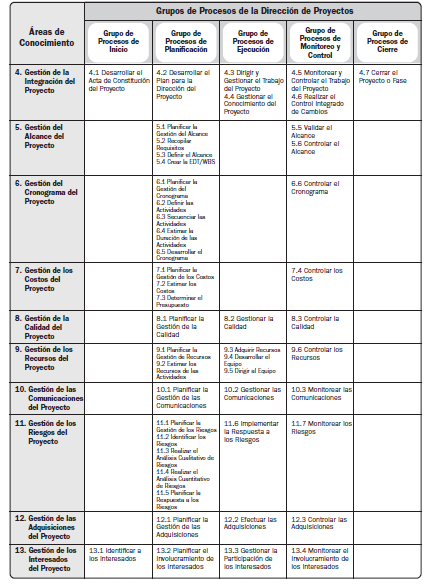 Grupos de Procesos de la Dirección de Proyectos
Áreas de
Conocimiento
Grupo de
Procesos de
Inicio
Grupo de
Procesos de
Planificación
Grupo de
Procesos de
Ejecución
Grupo de
Procesos de
Monitoreo y
Control
Grupo de
Procesos de
Cierre
4. Gestión de la
Integración del
Proyecto
4.1 Desarrollar el
Acta de Constitución
del Proyecto
4.2 Desarrollar el
Plan para la
Dirección del
Proyecto
4.3 Dirigir y
Gestionar el Trabajo
del Proyecto
4.4 Gestionar el
Conocimiento del
Proyecto
4.5 Monitorear y
Controlar el Trabajo
del Proyecto
4.6 Realizar el
Control Integrado
de Cambios
4.7 Cerrar el
Proyecto o Fase
5. Gestión del
Alcance del
Proyecto
5.1 Planificar la
Gestión del Alcance
5.2 Recopilar
Requisitos
5.3 Definir el Alcance
5.4 Crear la EDT/WBS
5.5 Validar el
Alcance
5.6 Controlar el
Alcance
6. Gestión del
Cronograma del
Proyecto
6.1 Planificar la
Gestión del
Cronograma
6.2 Definir las
Actividades
6.3 Secuenciar las
Actividades
6.4 Estimar la
Duración de las
Actividades
6.5 Desarrollar el
Cronograma
6.6 Controlar el
Cronograma
7. Gestión de los
Costos del
Proyecto
7.1 Planificar la
Gestión de los Costos
7.2 Estimar los
Costos
7.3 Determinar el
Presupuesto
7.4 Controlar los
Costos
8. Gestión de la
Calidad del
Proyecto
8.1 Planificar la
Gestión de la
Calidad
8.2 Gestionar la
Calidad
8.3 Controlar la
Calidad
9. Gestión de los
Recursos del
Proyecto
9.1 Planificar la
Gestión de Recursos
9.2 Estimar los
Recursos de las
Actividades
9.3 Adquirir Recursos
9.4 Desarrollar el
Equipo
9.5 Dirigir el Equipo
9.6 Controlar los
Recursos
10. Gestión de las
Comunicaciones
del Proyecto
10.1 Planificar la
Gestión de las
Comunicaciones
10.2 Gestionar las
Comunicaciones
10.3 Monitorear las
Comunicaciones
11. Gestión de los
Riesgos del
Proyecto
11.1 Planificar la
Gestión de los Riesgos
11.2 Identificar los
Riesgos
11.3 Realizar el
Análisis Cualitativo de
Riesgos
11.4 Realizar el
Análisis Cuantitativo
de Riesgos
11.5 Planificar la
Respuesta a los
Riesgos
11.6 Implementar
la Respuesta a
los Riesgos
11.7 Monitorear los
Riesgos
12. Gestión de las
Adquisiciones
del Proyecto
12.1 Planificar la
Gestión de las
Adquisiciones
12.2 Efectuar las
Adquisiciones
12.3 Controlar las
Adquisiciones
13. Gestión de los
Interesados
del Proyecto
13.1 Identificar a
los Interesados
13.2 Planificar el
Involucramiento de
los Interesados
13.3 Gestionar la
Participación de
los Interesados
13.4 Monitorear el
Involucramiento de
los Interesados